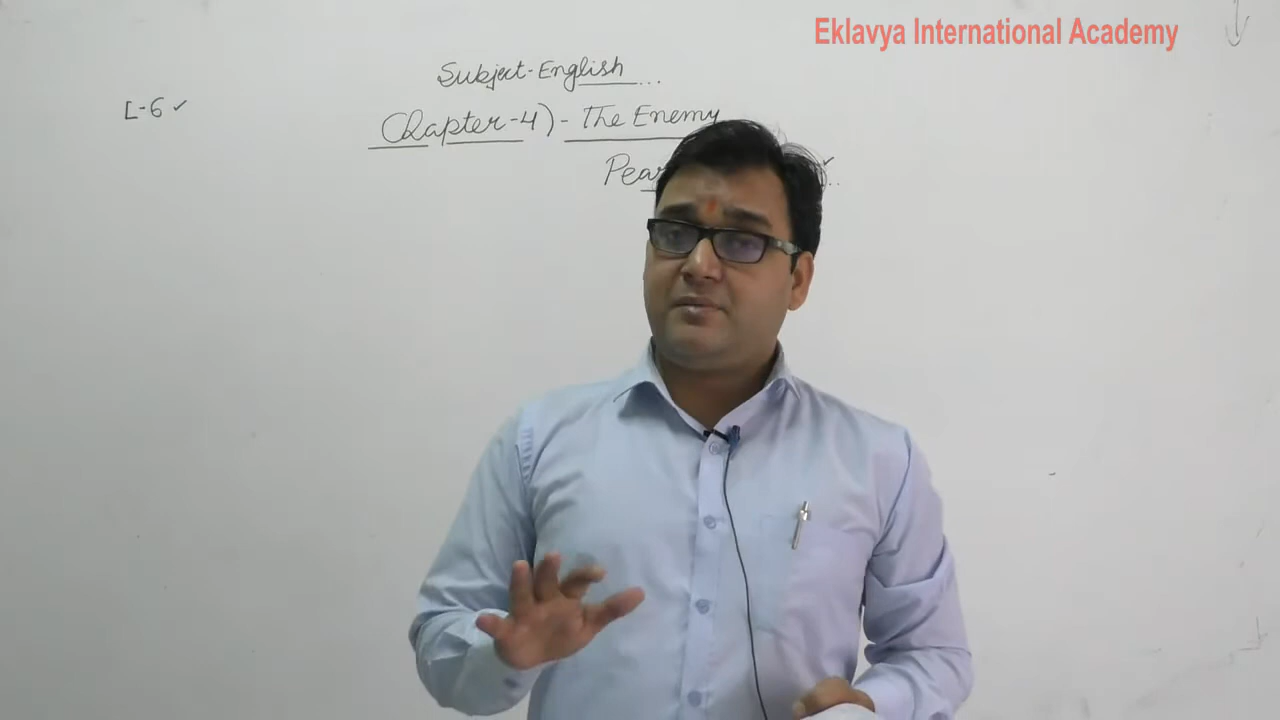 Eklavya International Academy
Subject-English...
L-6 ✓
Chapter-4)- The Enemy